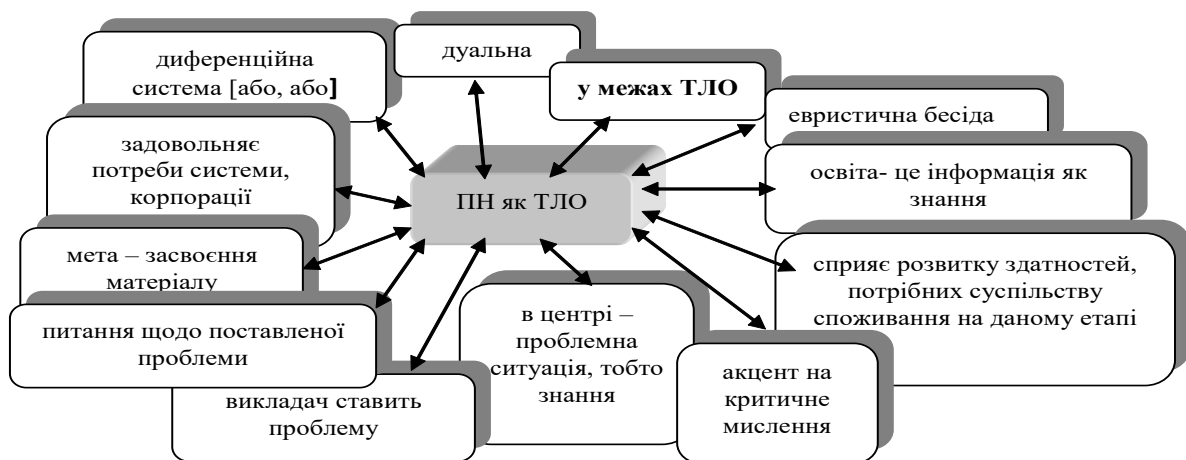 диференційна
система [або, або]
дуальна
у межах ТЛО
евристична бесіда
задовольняє
потреби системи,
корпорації
ПН як ТЛО
освіта- це інформація як
знання
мета – засвоєння
матеріалу
сприяє розвитку здатностей,
потрібних суспільству
споживання на даному етапі
питання щодо поставленої
проблеми
в центрі –
проблемна
ситуація, тобто
знання
акцент на
критичне
мислення
викладач ставить
проблему